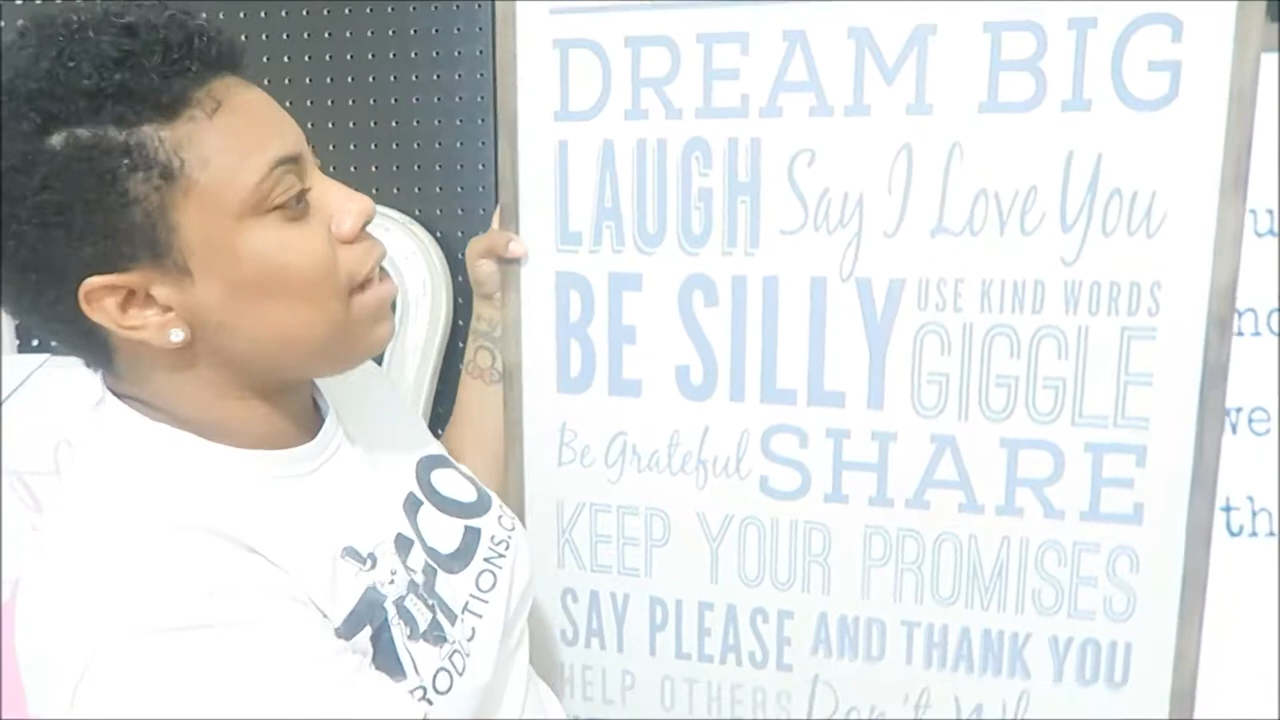 DREAM BIG
LAUGH Say I Love You
BE SILLY USE KIND WORDS
GIGGLE
Be Grateful SHARE
KEEP YOUR PROMISES
SAY PLEASE AND THANK YOU
HELP OTHERS Don't